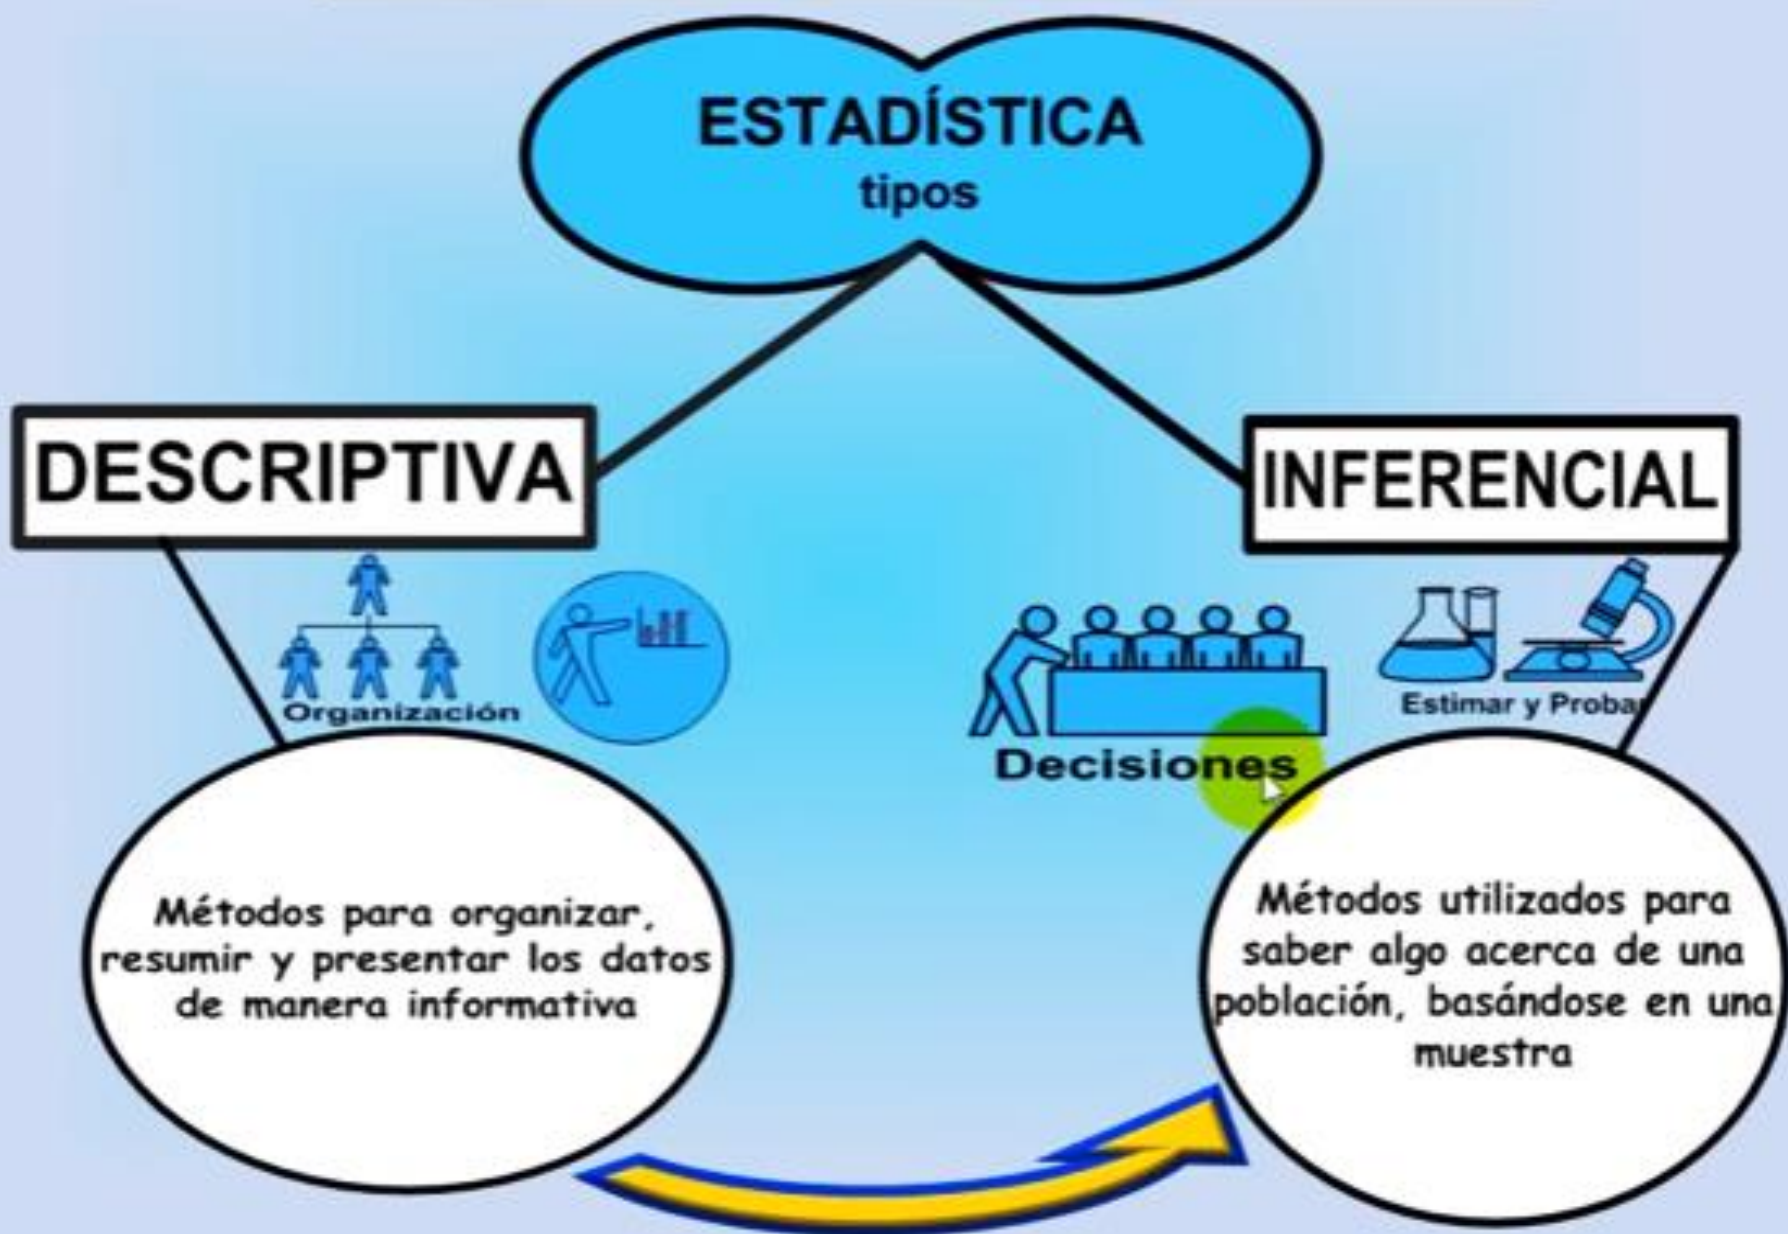 ESTADÍSTICA
tipos
DESCRIPTIVA
INFERENCIAL
Organización
Decisiones
Estimar y Probar
Métodos para organizar,
resumir y presentar los datos
de manera informativa
Métodos utilizados para
saber algo acerca de una
población, basándose en una
muestra